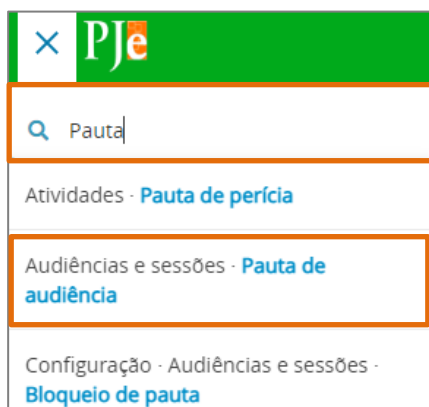 PJe
Pauta
Atividades · Pauta de perícia
Audiências e sessões · Pauta de
audiência
Configuração · Audiências e sessões ·
Bloqueio de pauta